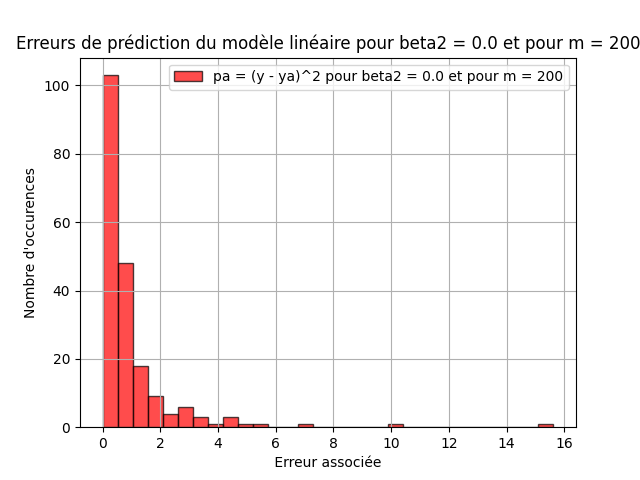 Erreurs de prédiction du modèle linéaire pour beta2 = 0.0 et pour m = 200
pa = (y - ya)^2 pour beta2 = 0.0 et pour m = 200
Nombre d'occurences
100
80
60
40
20
0
0 2 4 6 8 10 12 14 16
Erreur associée